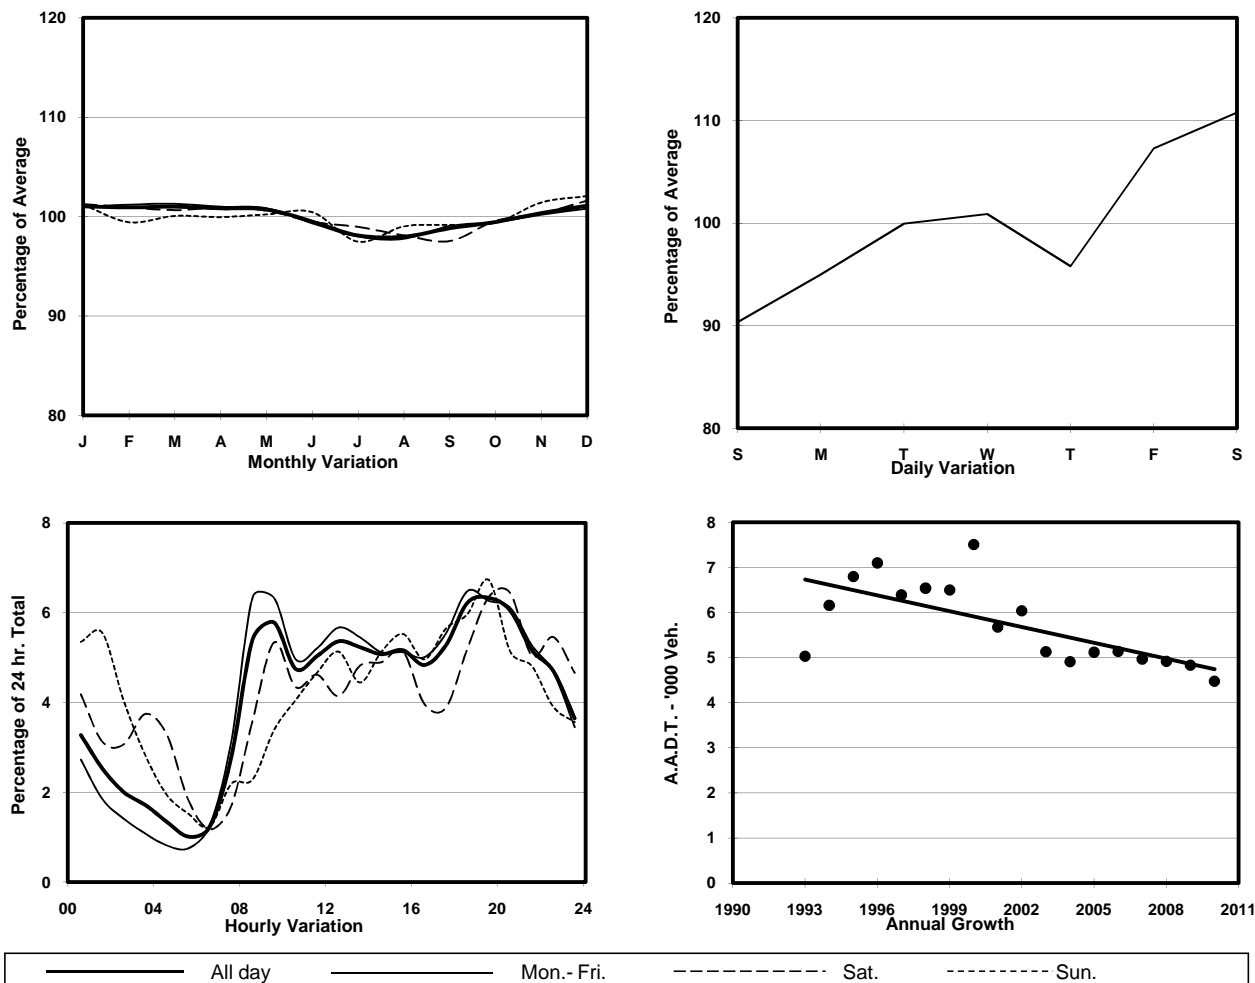 120
110
100
90
80
Percentage of Average
J F M A M J J A S O N D
Monthly Variation
120
110
100
90
80
Percentage of Average
S M T W T F S
Daily Variation
8
6
4
2
0
Percentage of 24 hr. Total
00 04 08 12 16 20 24
Hourly Variation
8
7
6
5
4
3
2
1
0
A.A.D.T. - '000 Veh.
1990 1993 1996 1999 2002 2005 2008 2011
Annual Growth
All day Mon.- Fri. Sat. Sun.